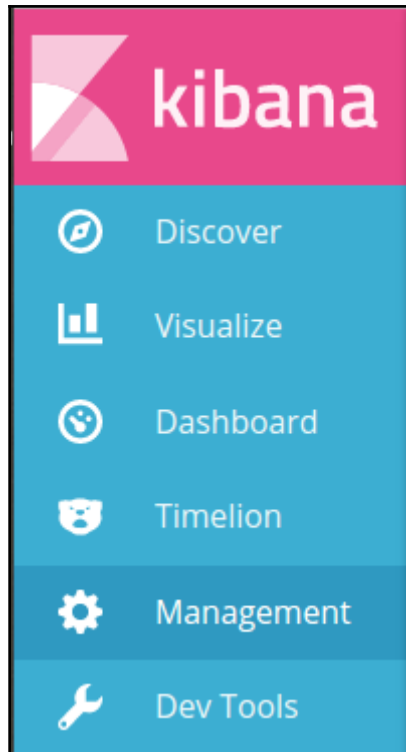 kibana
Discover
Visualize
Dashboard
Timelion
Management
Dev Tools